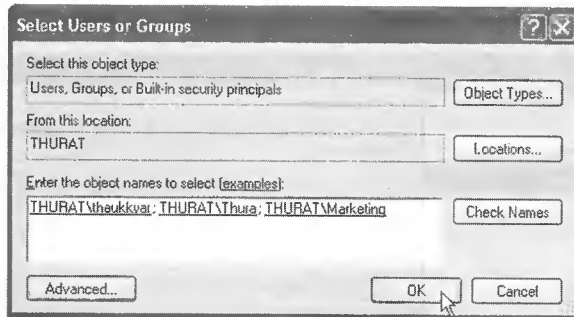 Select Users or Groups
Select this object type:
Users, Groups, or Built-in security principals
Object Types...
From this location:
THURAT
Locations...
Enter the object names to select (examples):
THURAT\thaukkyar; THURAT\Thura; THURAT\Marketing
Check Names
Advanced...
OK
Cancel